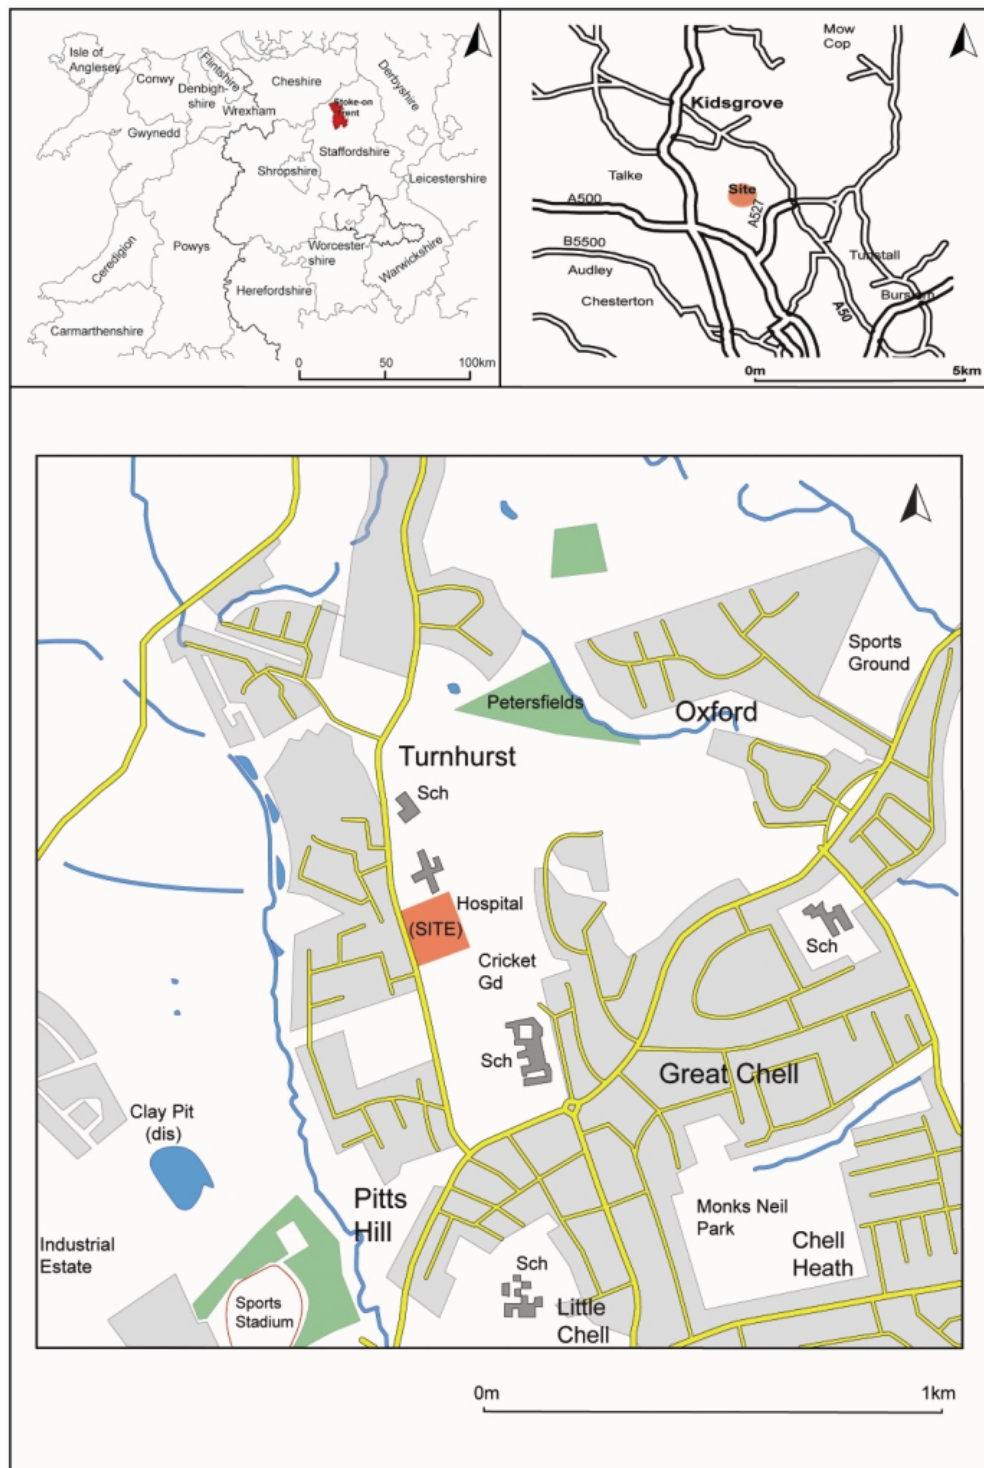 Isle of
Anglesey
Conwy
Flintshire
Denbigh-
shire
Wrexham
Cheshire
Derbyshire
Stoke-on
Trent
Gwynedd
Staffordshire
Shropshire
Leicestershire
Powys
Ceredigion
Worcester-
shire
Warwickshire
Herefordshire
Carmarthenshire
0
50
100km
Mow
Cop
Kidsgrove
Talke
Site
A500
A527
B5500
Audley
Tunstall
Chesterton
Burslem
A50
0m
5km
Sports
Ground
Petersfields
Oxford
Turnhurst
Sch
Hospital
(SITE)
Cricket
Gd
Sch
Sch
Great Chell
Clay Pit
(dis)
Pitts
Hill
Monks Neil
Park
Chell
Heath
Industrial
Estate
Sch
Sports
Stadium
Little
Chell
0m
1km